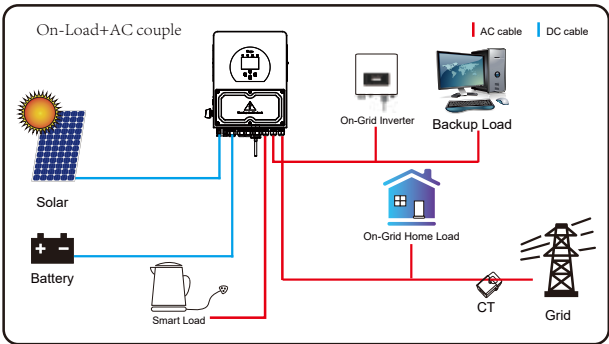 On-Load+AC couple
AC cable
DC cable
On-Grid Inverter
Backup Load
Solar
On-Grid Home Load
Battery
Smart Load
CT
Grid